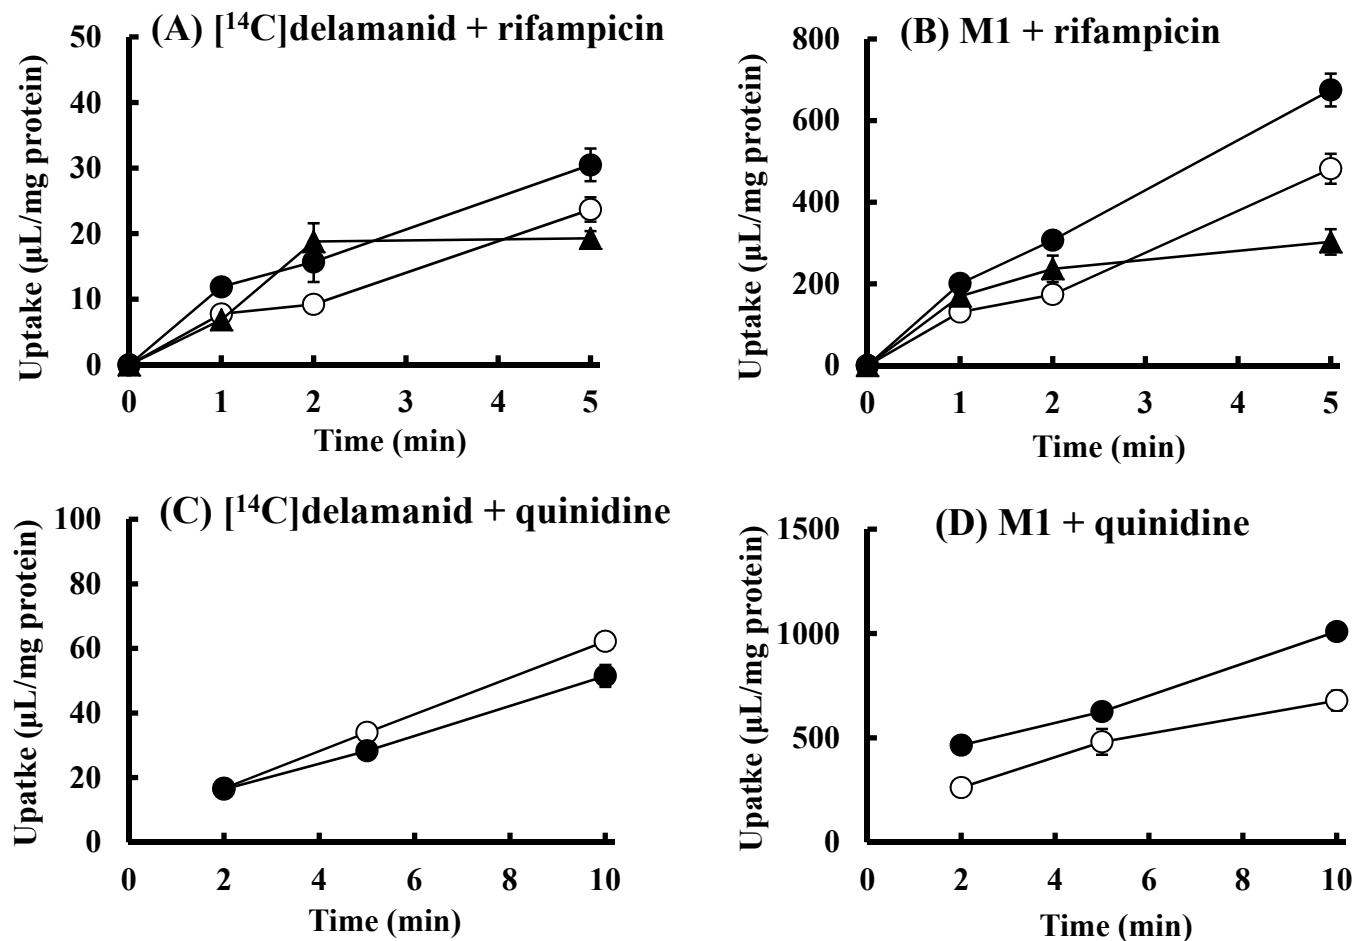 (A) [¹⁴C]delamanid + rifampicin
Uptake (µL/mg protein)
50
40
30
20
10
0
0 1 2 3 4 5
Time (min)
(B) M1 + rifampicin
Uptake (µL/mg protein)
800
600
400
200
0
0 1 2 3 4 5
Time (min)
(C) [¹⁴C]delamanid + quinidine
Upatke (µL/mg protein)
100
80
60
40
20
0
0 2 4 6 8 10
Time (min)
(D) M1 + quinidine
Upatke (µL/mg protein)
1500
1000
500
0
0 2 4 6 8 10
Time (min)